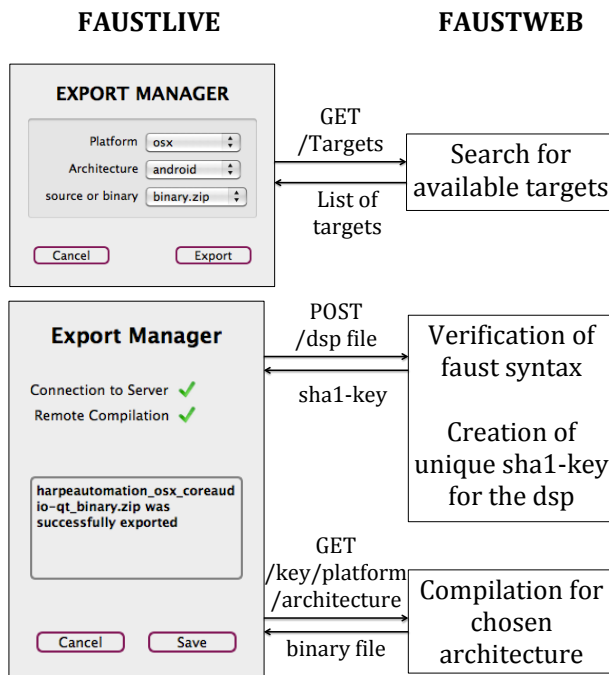 FAUSTLIVE
FAUSTWEB
EXPORT MANAGER
Platform osx
Architecture android
source or binary binary.zip
Cancel
Export
GET
/Targets
List of
targets
Search for
available targets
Export Manager
Connection to Server
Remote Compilation
harpeautomation_osx_coreaud
io-qt_binary.zip was
successfully exported
Cancel
Save
POST
/dsp file
sha1-key
Verification of
faust syntax
Creation of
unique sha1-key
for the dsp
GET
/key/platform
/architecture
binary file
Compilation for
chosen
architecture